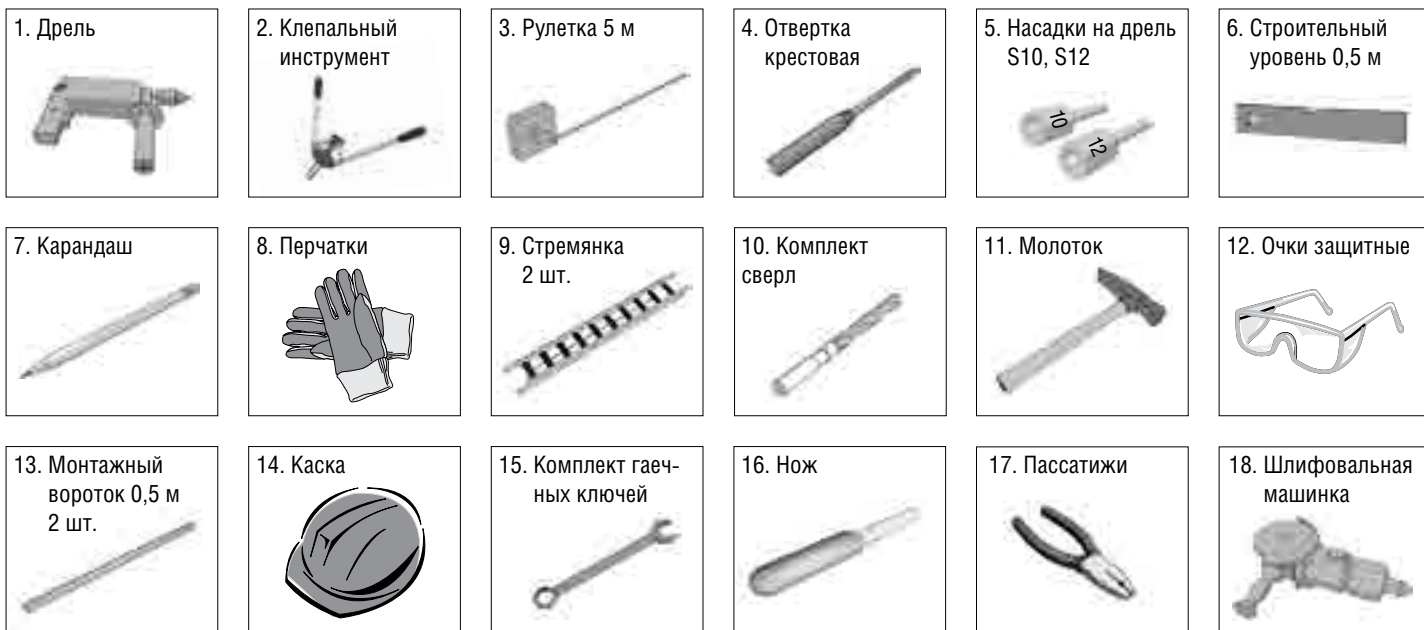 1. Дрель
2. Клепальный
инструмент
3. Рулетка 5 м
4. Отвертка
крестовая
5. Насадки на дрель
S10, S12
10
12
6. Строительный
уровень 0,5 м
7. Карандаш
8. Перчатки
9. Стремянка
2 шт.
10. Комплект
сверл
11. Молоток
12. Очки защитные
13. Монтажный
вороток 0,5 м
2 шт.
14. Каска
15. Комплект гаеч-
ных ключей
16. Нож
17. Пассатижи
18. Шлифовальная
машинка